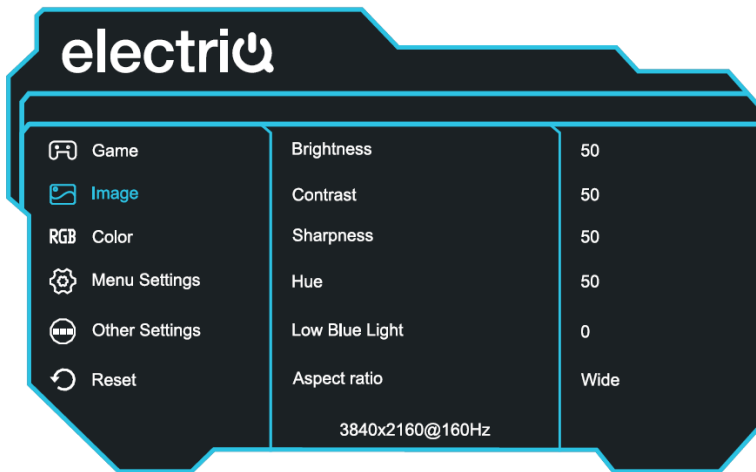 electriQ
Game Brightness 50
Image Contrast 50
RGB Color Sharpness 50
Menu Settings Hue 50
Other Settings Low Blue Light 0
Reset Aspect ratio Wide
3840x2160@160Hz